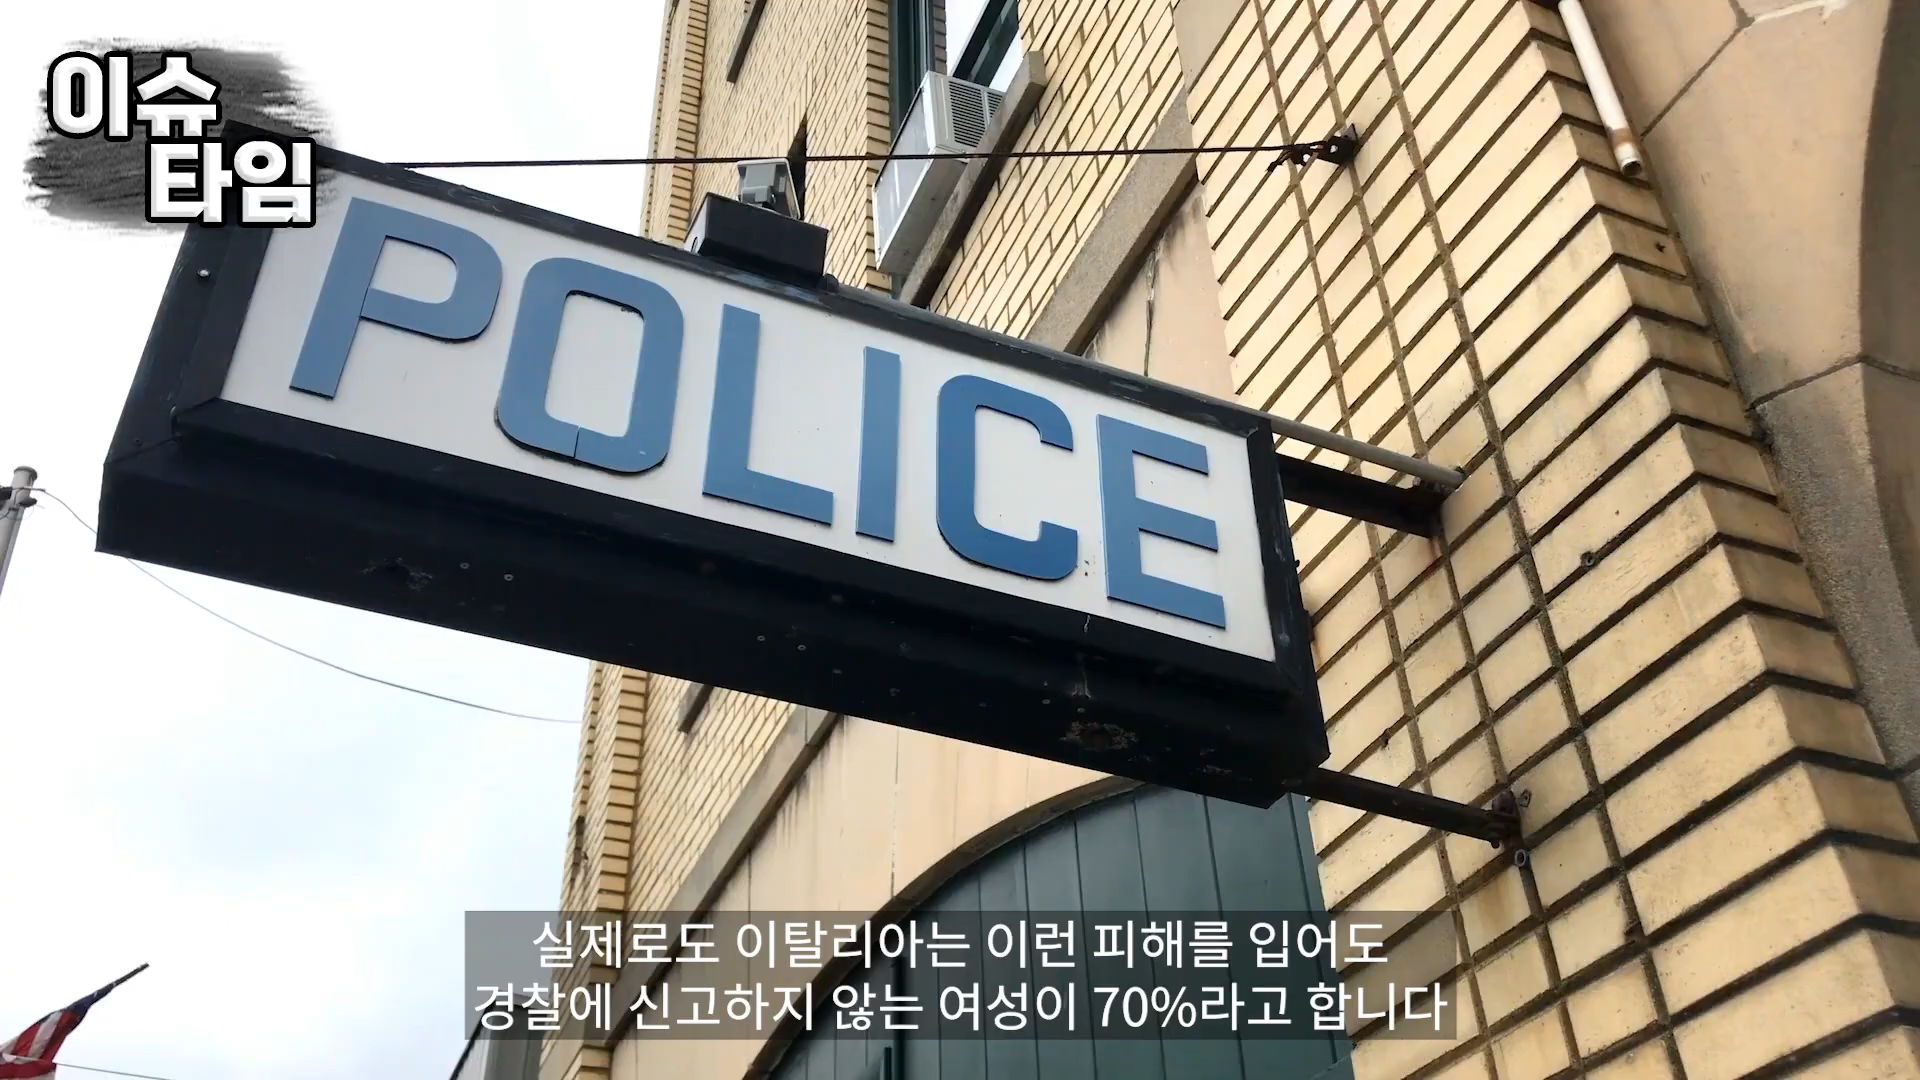 이슈
타임
POLICE
실제로도 이탈리아는 이런 피해를 입어도
경찰에 신고하지 않는 여성이 70%라고 합니다